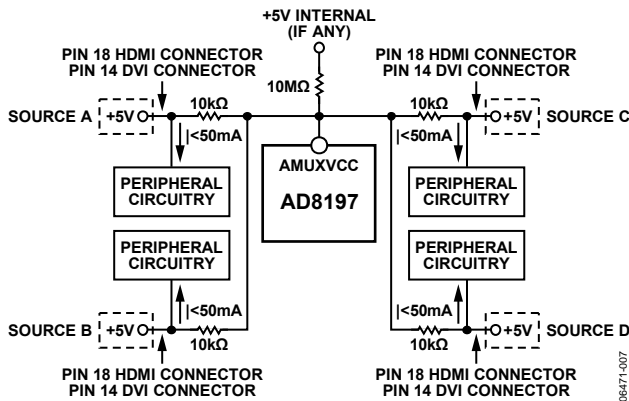 +5V INTERNAL
(IF ANY)
PIN 18 HDMI CONNECTOR
PIN 14 DVI CONNECTOR
PIN 18 HDMI CONNECTOR
PIN 14 DVI CONNECTOR
10MΩ
10kΩ
10kΩ
SOURCE A
+5V
+5V
SOURCE C
I<50mA
I<50mA
AMUXVCC
AD8197
PERIPHERAL
CIRCUITRY
PERIPHERAL
CIRCUITRY
PERIPHERAL
CIRCUITRY
PERIPHERAL
CIRCUITRY
I<50mA
I<50mA
SOURCE B
+5V
+5V
SOURCE D
10kΩ
10kΩ
PIN 18 HDMI CONNECTOR
PIN 14 DVI CONNECTOR
PIN 18 HDMI CONNECTOR
PIN 14 DVI CONNECTOR
06471-007